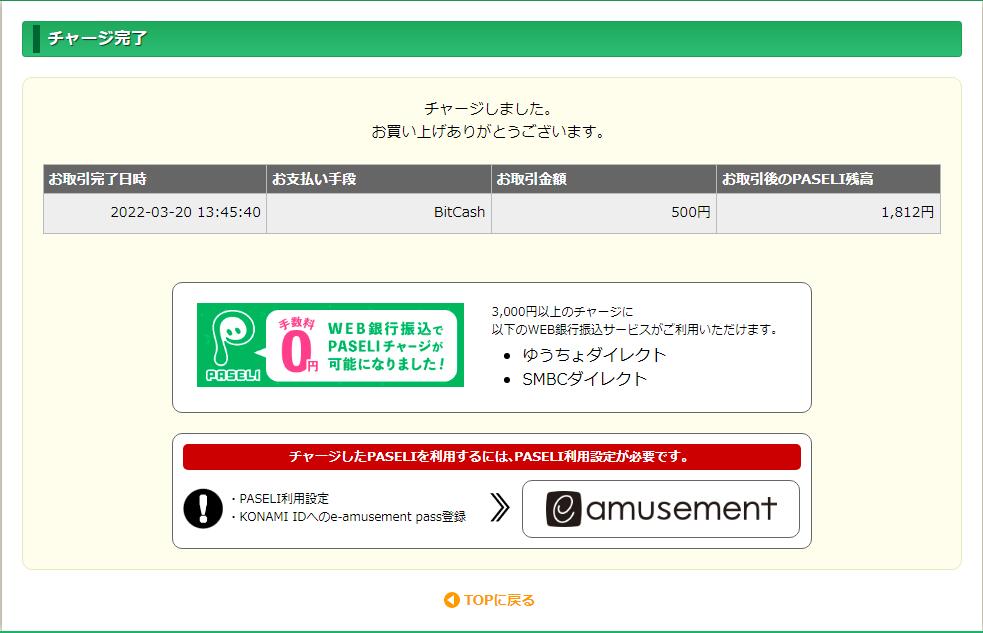 チャージ完了
チャージしました。
お買い上げありがとうございます。
お取引完了日時 お支払い手段 お取引金額 お取引後のPASELI残高
2022-03-20 13:45:40 BitCash 500円 1,812円
PASELI
手数料
0円
WEB銀行振込で
PASELIチャージが
可能になりました!
3,000円以上のチャージに
以下のWEB銀行振込サービスがご利用いただけます。
• ゆうちょダイレクト
• SMBCダイレクト
チャージしたPASELIを利用するには、PASELI利用設定が必要です。
!
・PASELI利用設定
・KONAMI IDへのe-amusement pass登録
e amusement
TOPに戻る